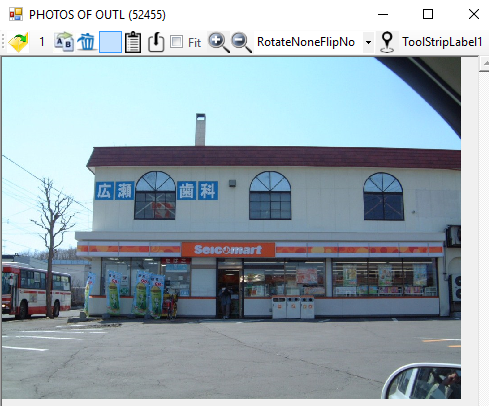 PHOTOS OF OUTL (52455)
1
Fit
RotateNoneFlipNo
ToolStripLabel1
広瀬歯科
Seicomart